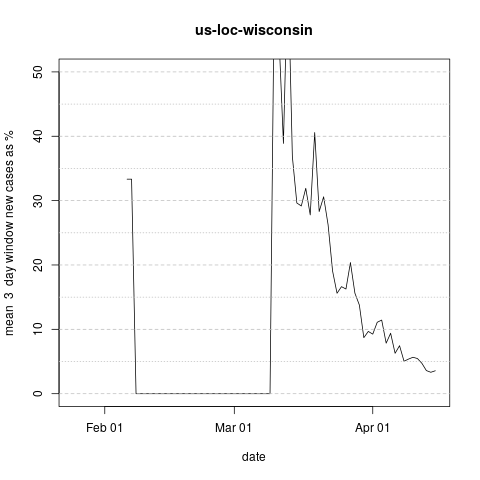 us-loc-wisconsin
mean  3  day window new cases as %
50
40
30
20
10
0
Feb 01
Mar 01
Apr 01
date